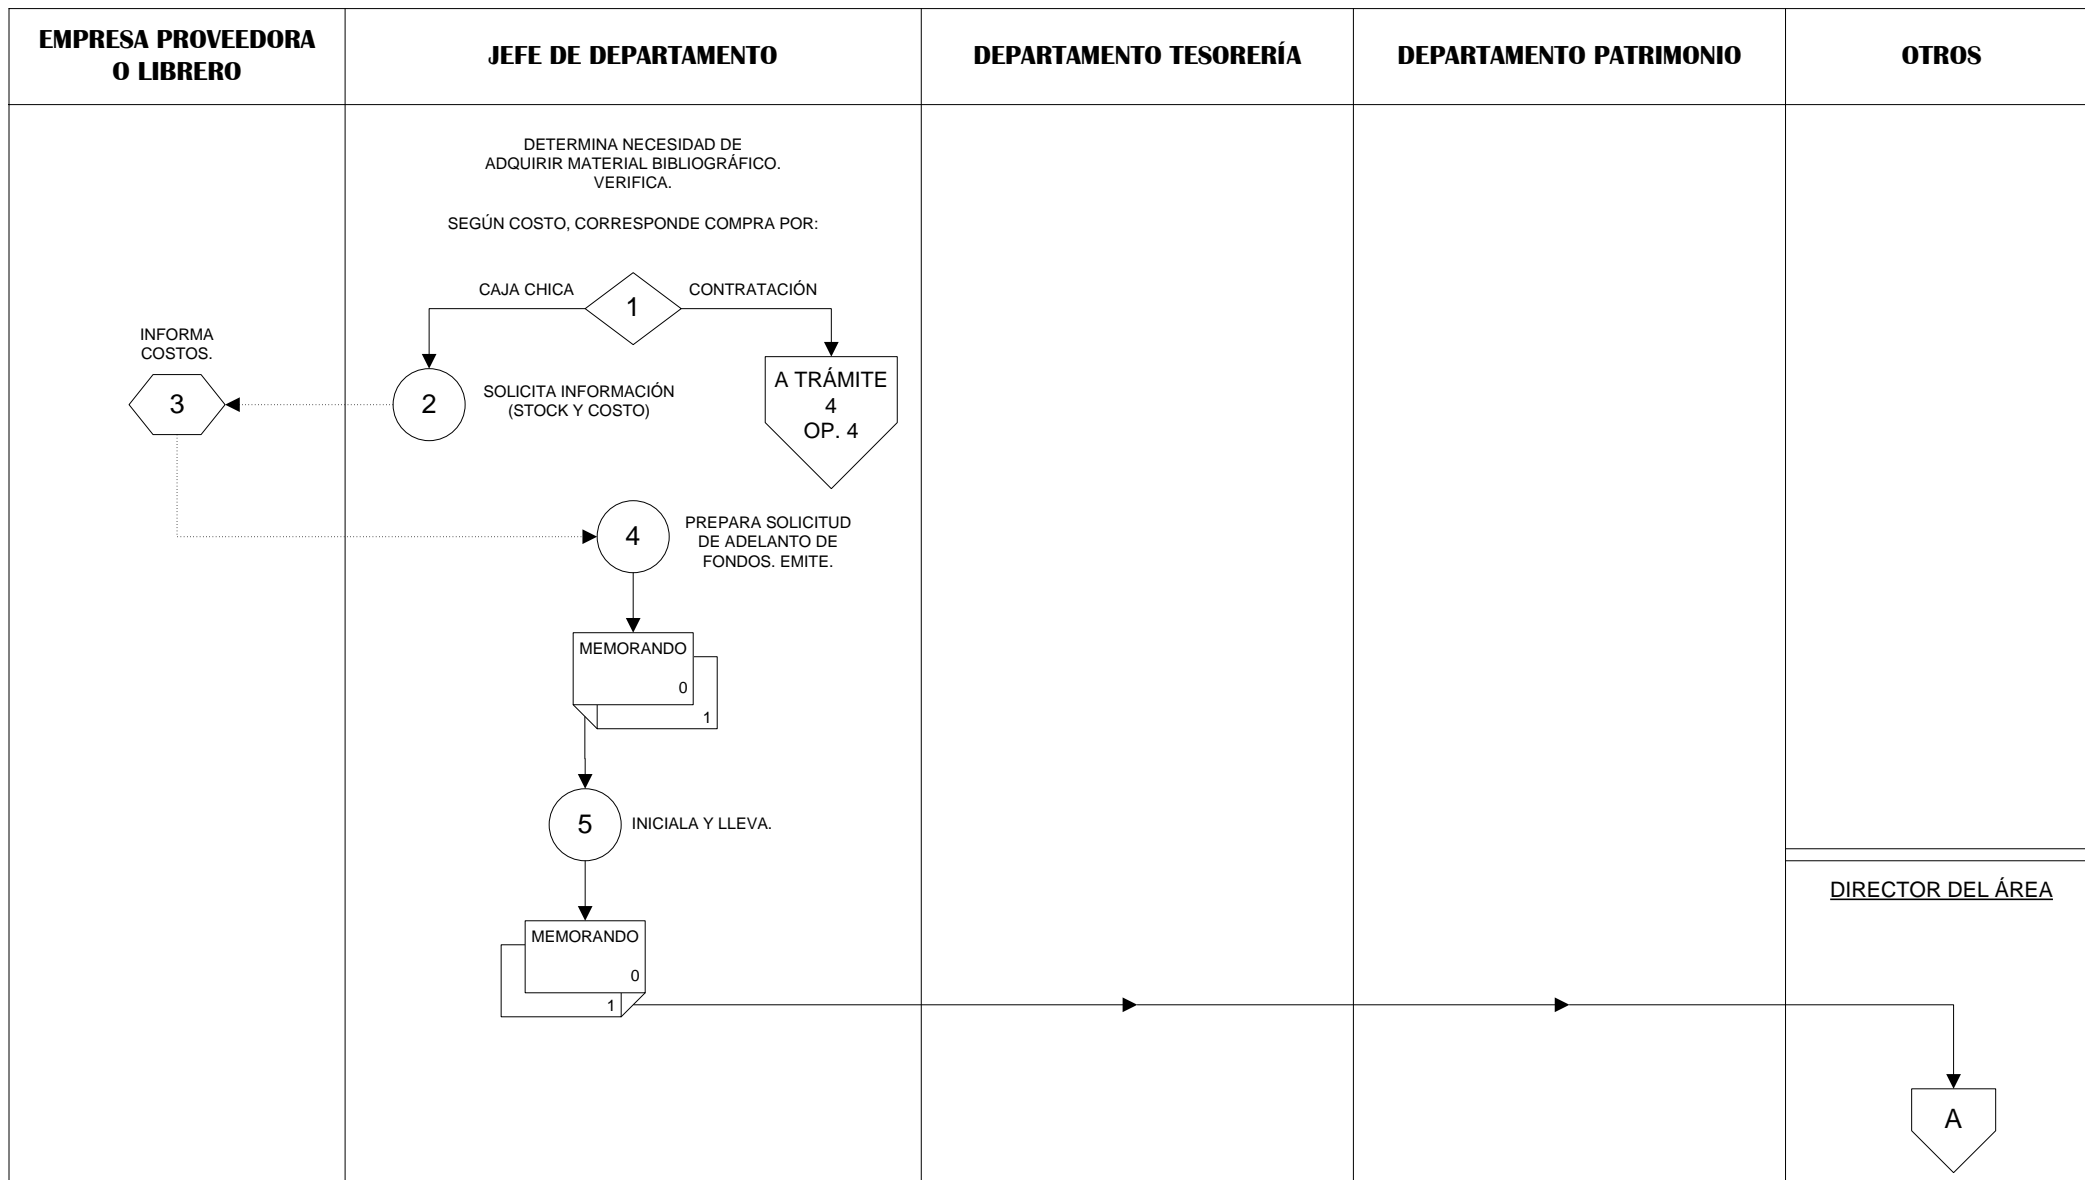 EMPRESA PROVEEDORA
O LIBRERO
JEFE DE DEPARTAMENTO
DEPARTAMENTO TESORERÍA
DEPARTAMENTO PATRIMONIO
OTROS
DETERMINA NECESIDAD DE
ADQUIRIR MATERIAL BIBLIOGRÁFICO.
VERIFICA.
SEGÚN COSTO, CORRESPONDE COMPRA POR:
CAJA CHICA
1
CONTRATACIÓN
INFORMA
COSTOS.
3
2
SOLICITA INFORMACIÓN
(STOCK Y COSTO)
A TRÁMITE
4
OP. 4
4
PREPARA SOLICITUD
DE ADELANTO DE
FONDOS. EMITE.
MEMORANDO
0
1
5
INICIALA Y LLEVA.
DIRECTOR DEL ÁREA
MEMORANDO
0
1
A